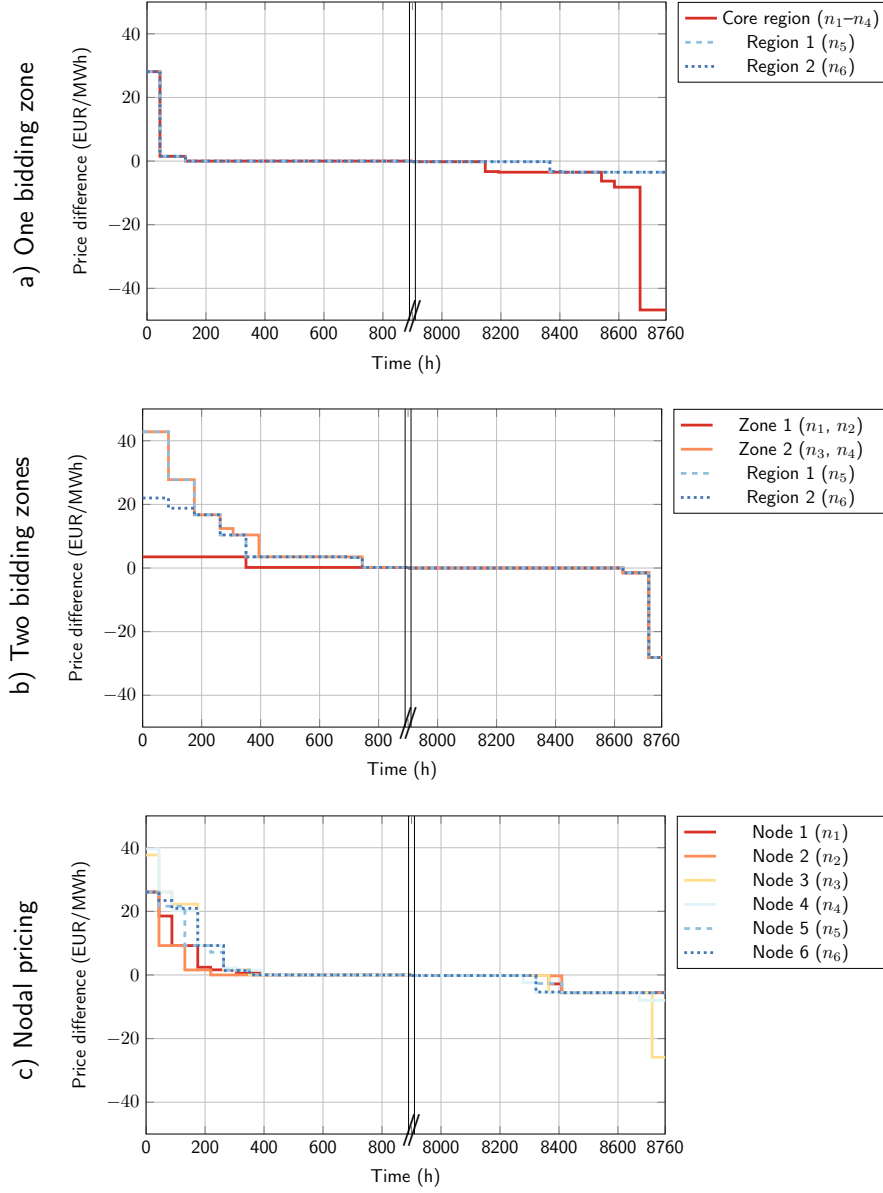 a) One bidding zone
Price difference (EUR/MWh)
40
20
0
−20
−40
0 200 400 600 800 8000 8200 8400 8600 8760
Time (h)
Core region (n₁–n₄)
Region 1 (n₅)
Region 2 (n₆)
b) Two bidding zones
Price difference (EUR/MWh)
40
20
0
−20
−40
0 200 400 600 800 8000 8200 8400 8600 8760
Time (h)
Zone 1 (n₁, n₂)
Zone 2 (n₃, n₄)
Region 1 (n₅)
Region 2 (n₆)
c) Nodal pricing
Price difference (EUR/MWh)
40
20
0
−20
−40
0 200 400 600 800 8000 8200 8400 8600 8760
Time (h)
Node 1 (n₁)
Node 2 (n₂)
Node 3 (n₃)
Node 4 (n₄)
Node 5 (n₅)
Node 6 (n₆)